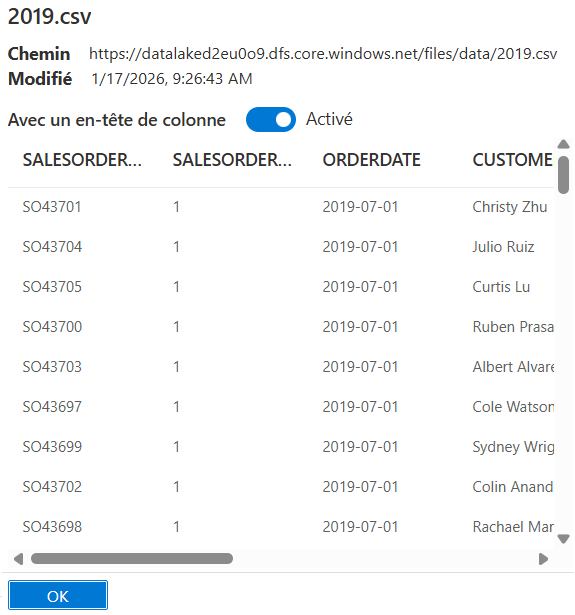 2019.csv
Chemin https://datalaked2eu0o9.dfs.core.windows.net/files/data/2019.csv
Modifié 1/17/2026, 9:26:43 AM
Avec un en-tête de colonne Activé
SALESORDER... SALESORDER... ORDERDATE CUSTOME
SO43701 1 2019-07-01 Christy Zhu
SO43704 1 2019-07-01 Julio Ruiz
SO43705 1 2019-07-01 Curtis Lu
SO43700 1 2019-07-01 Ruben Prasa
SO43703 1 2019-07-01 Albert Alvare
SO43697 1 2019-07-01 Cole Watson
SO43699 1 2019-07-01 Sydney Wrig
SO43702 1 2019-07-01 Colin Anand
SO43698 1 2019-07-01 Rachael Mar
OK